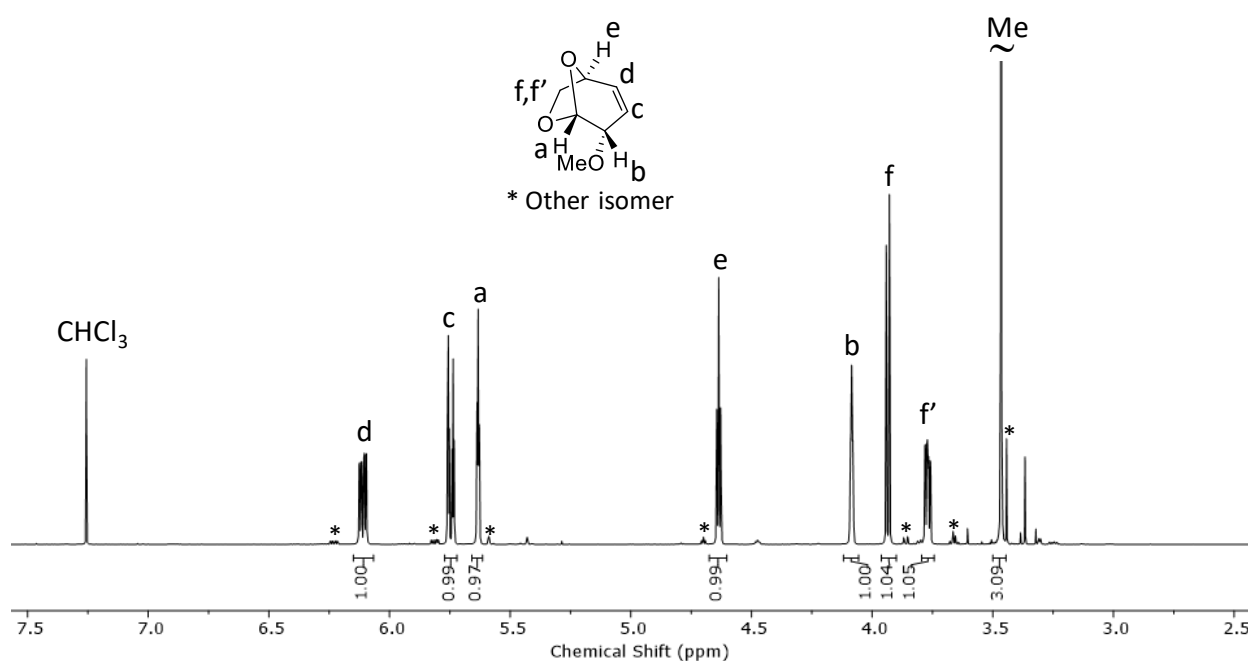 Me
~
e
H
O
d
f,f’
c
O
H
a
MeO
H
b
* Other isomer
CHCl3
d
*
*
c
a
*
*
e
b
*
f
f’
*
*
1.00
0.99
0.97
0.99
1.00
1.04
1.05
3.09
7.5 7.0 6.5 6.0 5.5 5.0 4.5 4.0 3.5 3.0 2.5
Chemical Shift (ppm)